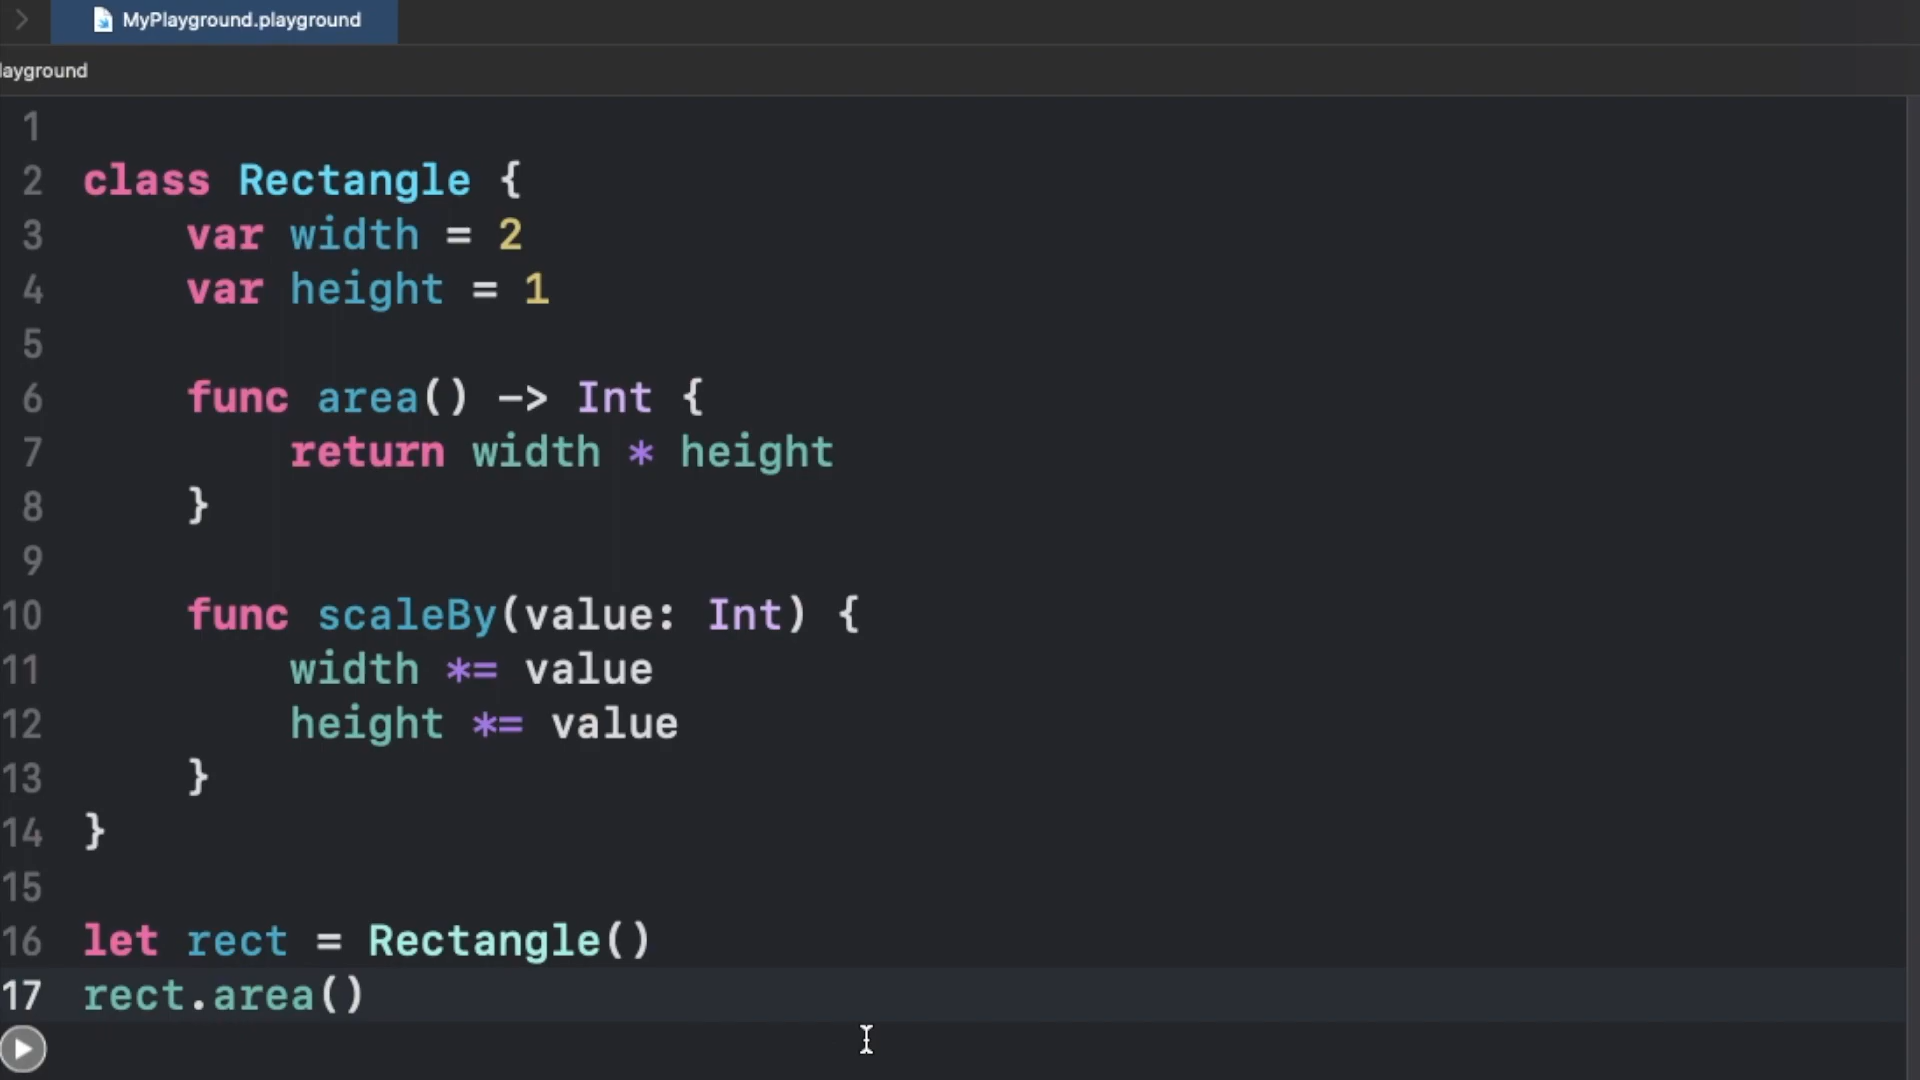 MyPlayground.playground
layground
1
2 class Rectangle {
3 var width = 2
4 var height = 1
5
6 func area() -> Int {
7 return width * height
8 }
9
10 func scaleBy(value: Int) {
11 width *= value
12 height *= value
13 }
14 }
15
16 let rect = Rectangle()
17 rect.area()